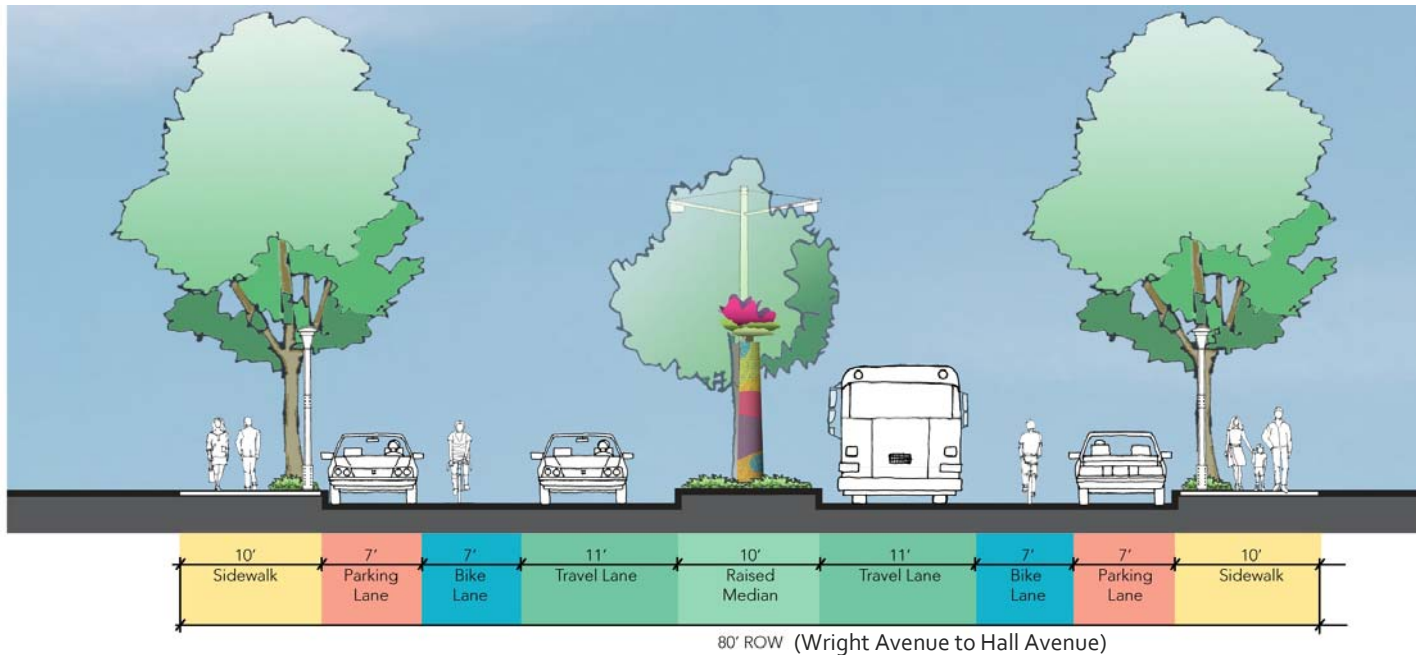 10'
Sidewalk
7'
Parking
Lane
7'
Bike
Lane
11'
Travel Lane
10'
Raised
Median
11'
Travel Lane
7'
Bike
Lane
7'
Parking
Lane
10'
Sidewalk
80' ROW (Wright Avenue to Hall Avenue)